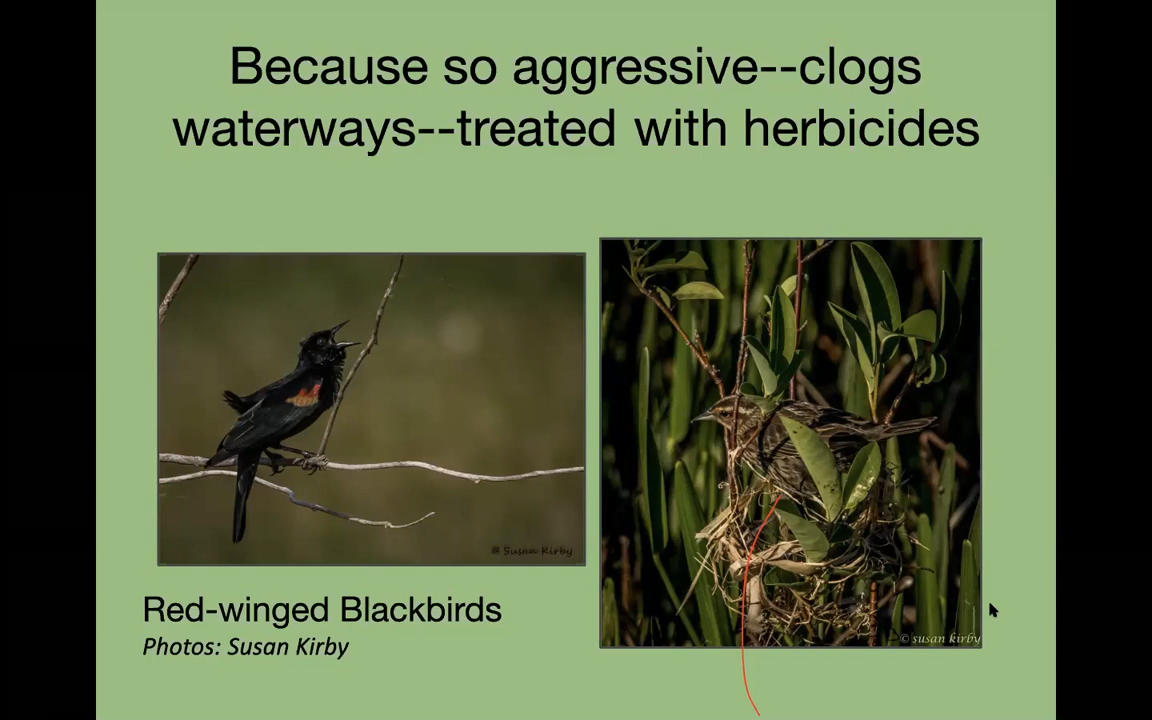 Because so aggressive--clogs
waterways--treated with herbicides
© Susan Kirby
© susan kirby
Red-winged Blackbirds
Photos: Susan Kirby